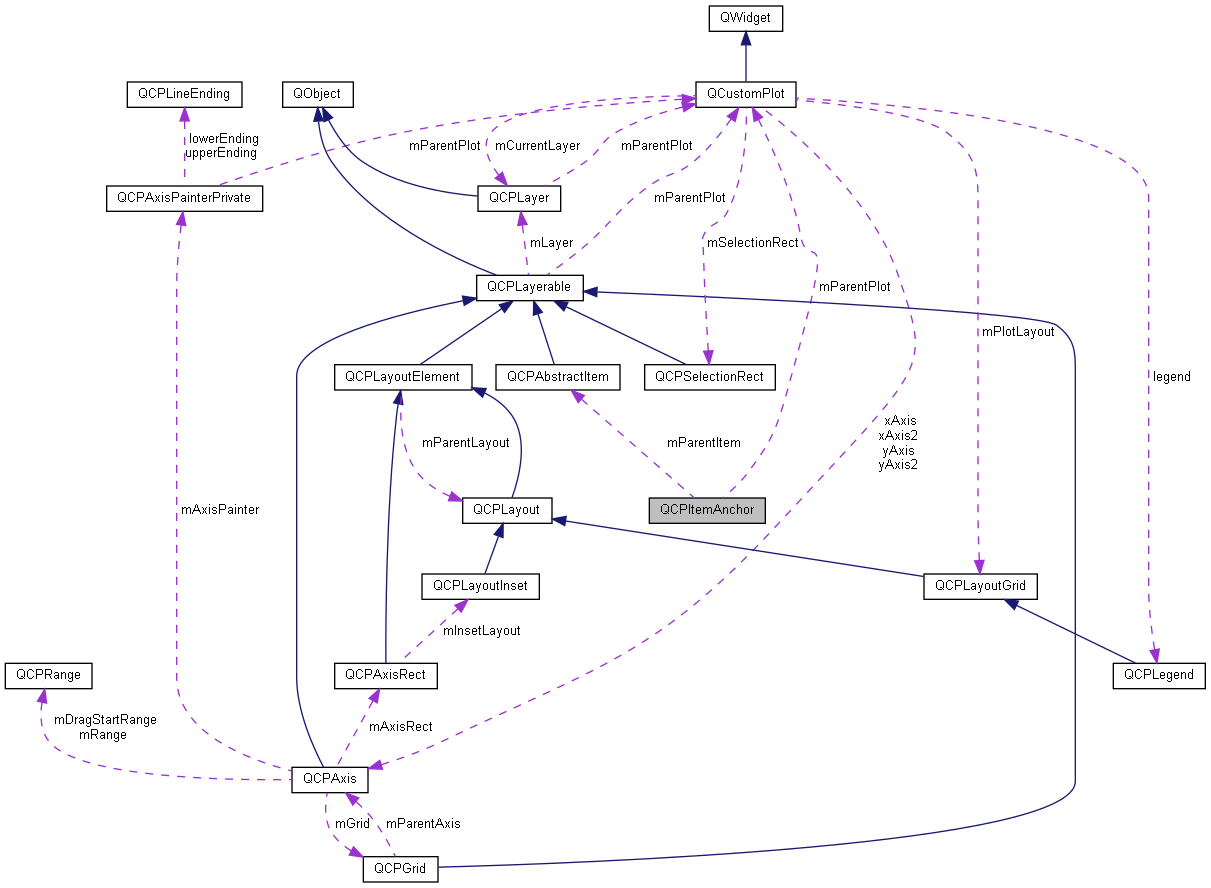 QWidget
QCPLineEnding
QObject
QCustomPlot
lowerEnding
upperEnding
mParentPlot
mCurrentLayer
mParentPlot
QCPAxisPainterPrivate
QCPLayer
mParentPlot
mLayer
mSelectionRect
QCPLayerable
mParentPlot
mPlotLayout
QCPLayoutElement
QCPAbstractItem
QCPSelectionRect
legend
xAxis
xAxis2
yAxis
yAxis2
mParentLayout
mParentItem
mAxisPainter
QCPLayout
QCPItemAnchor
QCPLayoutInset
QCPLayoutGrid
mInsetLayout
QCPRange
QCPAxisRect
QCPLegend
mDragStartRange
mRange
mAxisRect
QCPAxis
mGrid
mParentAxis
QCPGrid